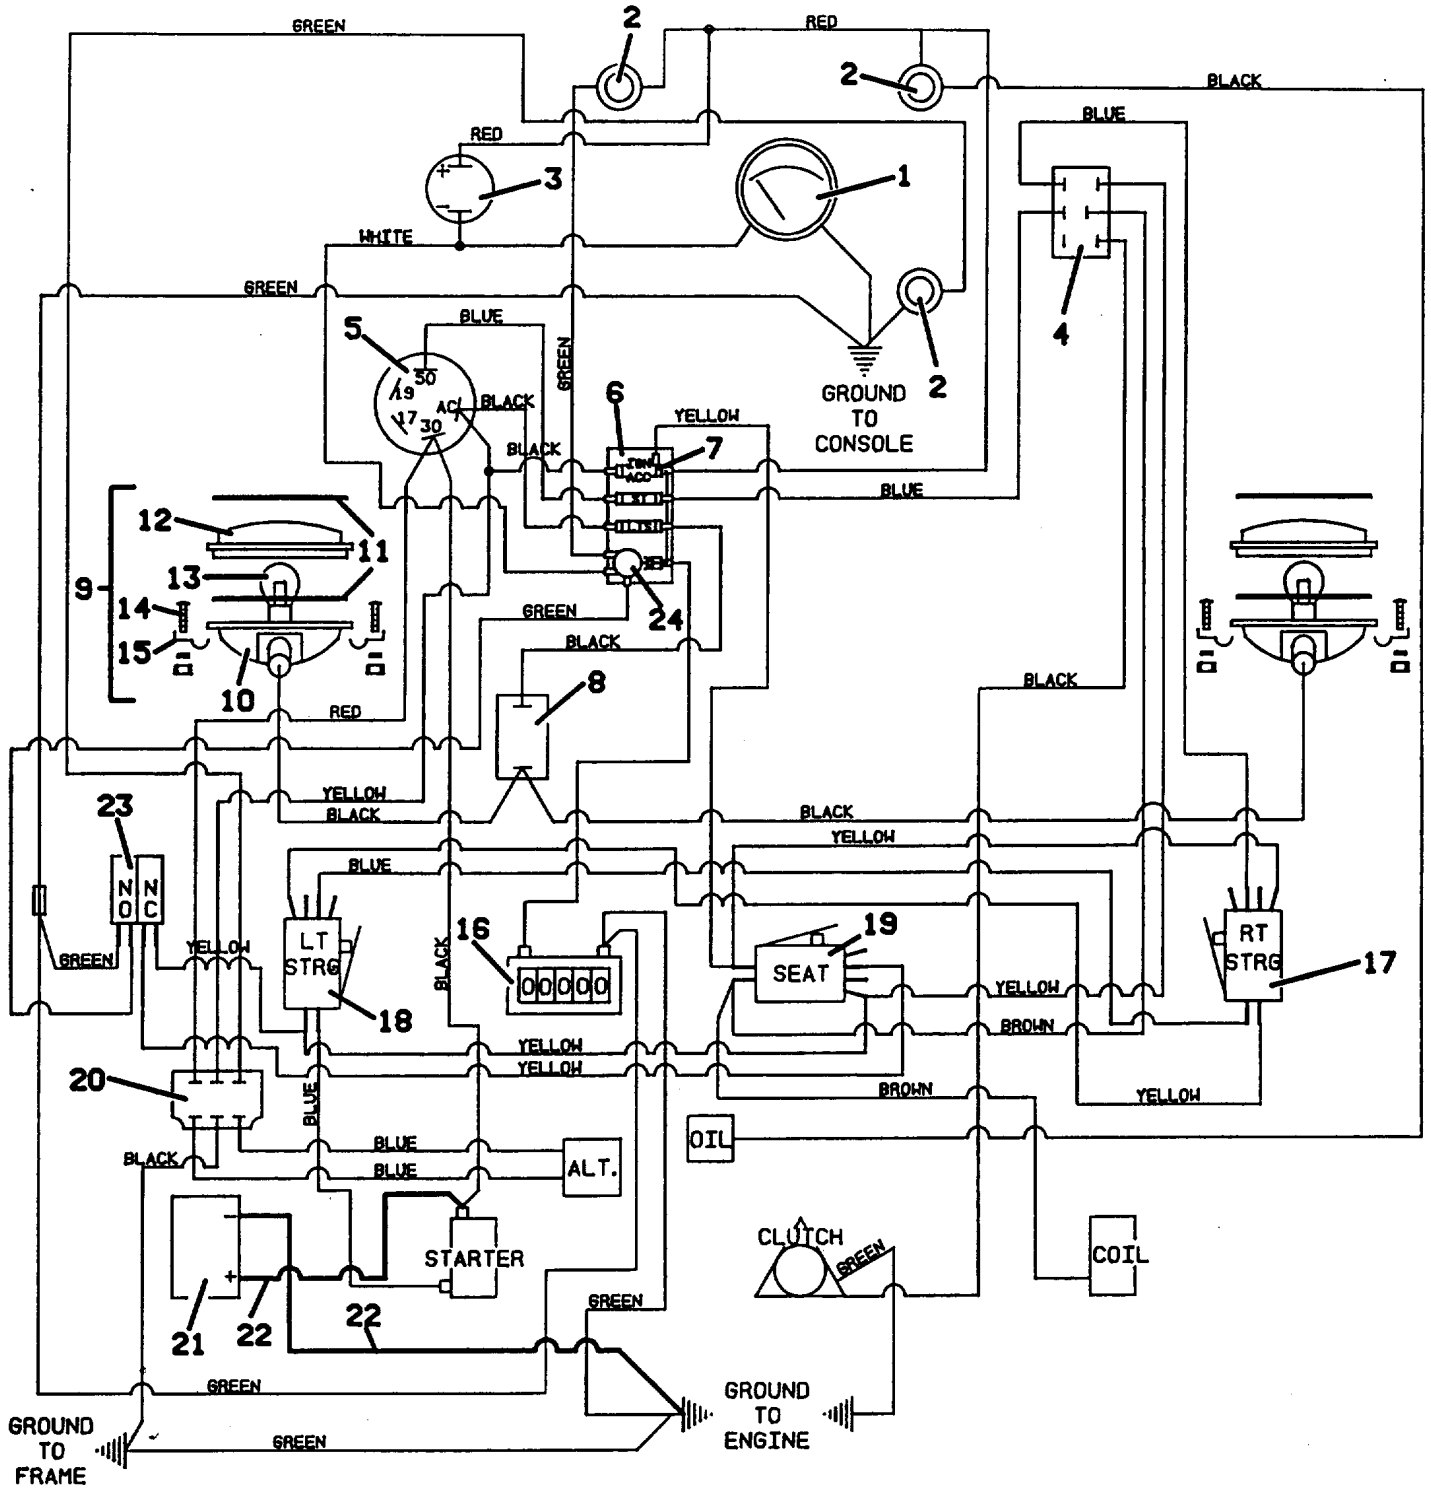 GREEN
2
RED
2
BLACK
BLUE
RED
+
−
3
1
WHITE
4
GREEN
2
5
BLUE
50
19
AC
17
30
BLACK
GREEN
6
YELLOW
GROUND
TO
CONSOLE
7
BLACK
IGN
ACC
BLUE
ST
LTS
12
11
9
13
14
15
10
GREEN
24
BLACK
8
BLACK
RED
YELLOW
BLACK
BLACK
YELLOW
23
NO
NC
BLUE
GREEN
YELLOW
LT
STRG
BLACK
16
00000
19
SEAT
RT
STRG
17
18
YELLOW
BROWN
YELLOW
YELLOW
20
BLUE
BROWN
YELLOW
OIL
BLUE
BLACK
BLUE
ALT.
−
+
STARTER
CLUTCH
GREEN
COIL
21
22
22
GREEN
GREEN
GROUND
TO
ENGINE
GROUND
TO
FRAME
GREEN